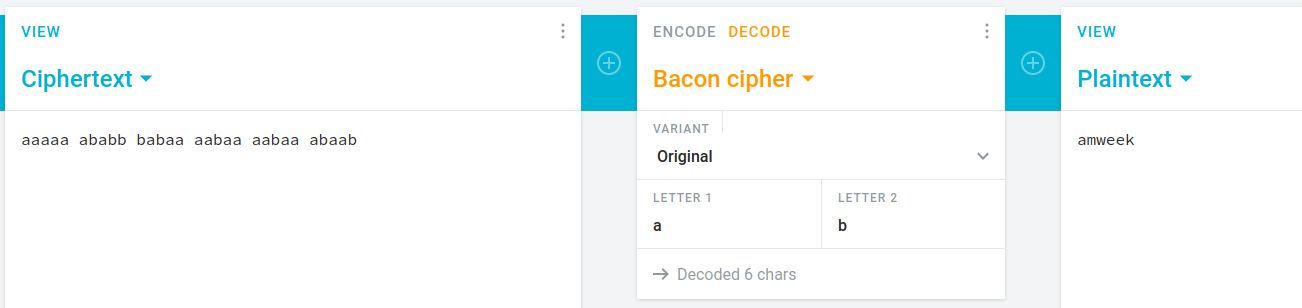 VIEW
Ciphertext
aaaaa ababb babaa aabaa aabaa abaab
ENCODE DECODE
Bacon cipher
VARIANT
Original
LETTER 1
a
LETTER 2
b
→ Decoded 6 chars
VIEW
Plaintext
amweek